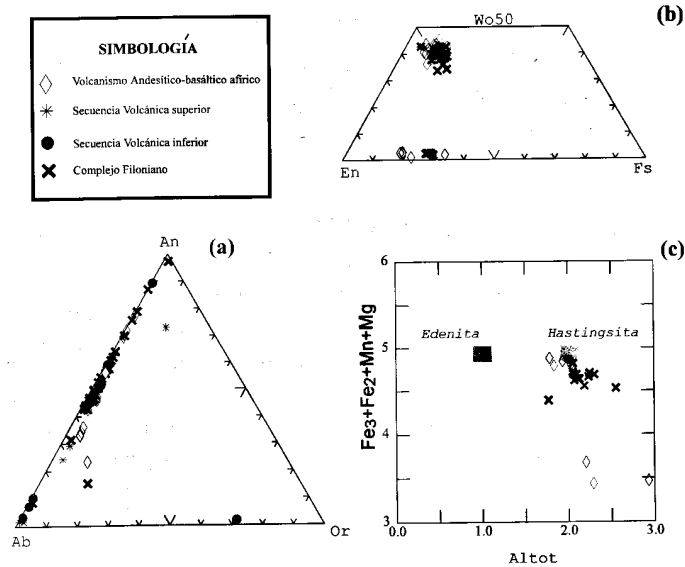 SIMBOLOGÍA
Volcanismo Andesítico-basáltico afírico
Secuencia Volcánica superior
Secuencia Volcánica inferior
Complejo Filoniano
(b)
Wo50
En
Fs
(a)
An
Ab
Or
(c)
6
5
4
3
Fe3+Fe2+Mn+Mg
Edenita
Hastingsita
0.0
1.0
2.0
3.0
Altot